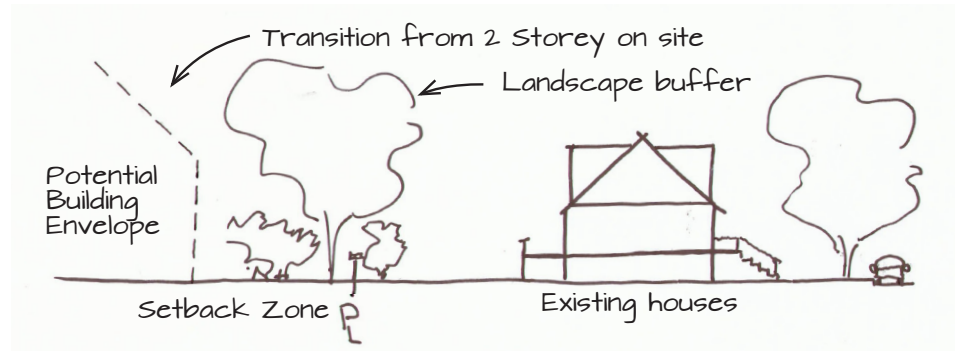 Transition from 2 Storey on site
Landscape buffer
Potential
Building
Envelope
Setback Zone
PL
Existing houses